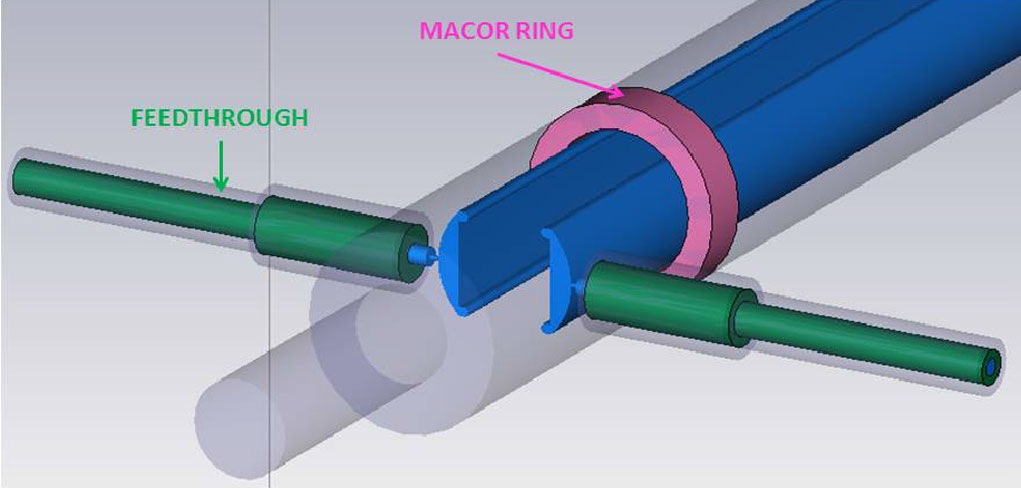 MACOR RING
FEEDTHROUGH